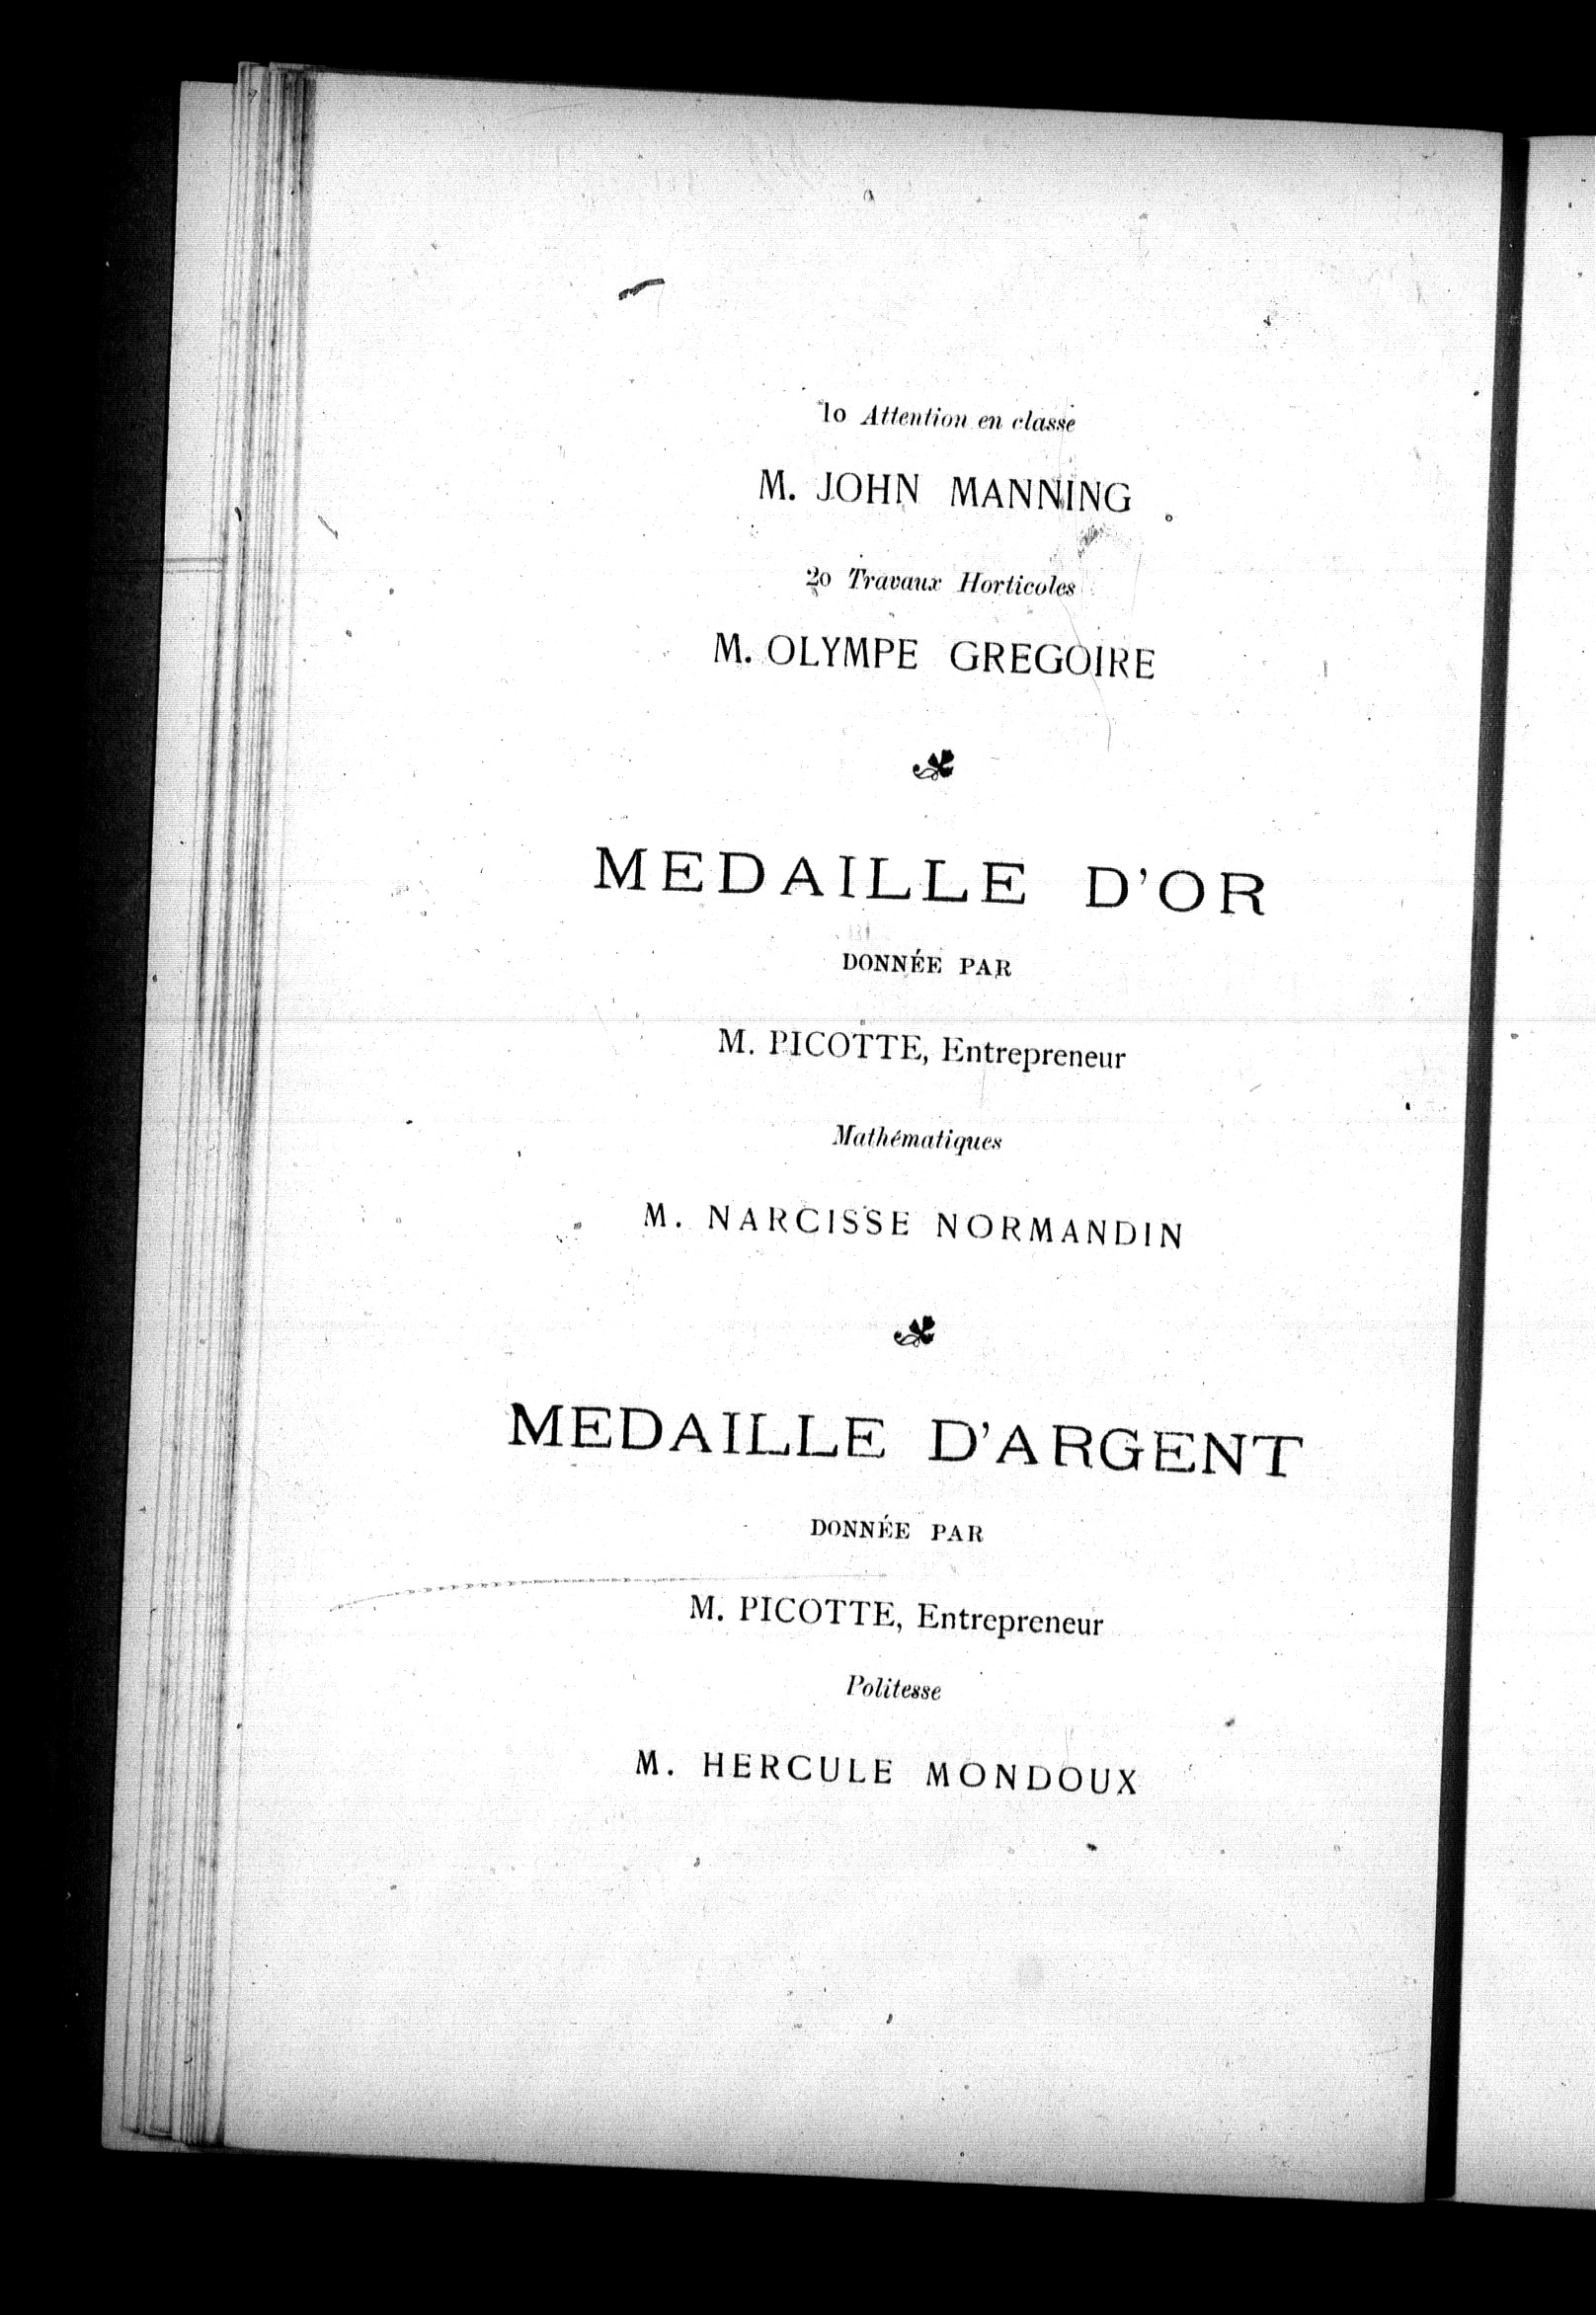 1o Attention en classe
M. JOHN MANNING
2o Travaux Horticoles
M. OLYMPE GREGOIRE
MEDAILLE D'OR
DONNÉE PAR
M. PICOTTE, Entrepreneur
Mathématiques
M. NARCISSE NORMANDIN
MEDAILLE D'ARGENT
DONNÉE PAR
M. PICOTTE, Entrepreneur
Politesse
M. HERCULE MONDOUX